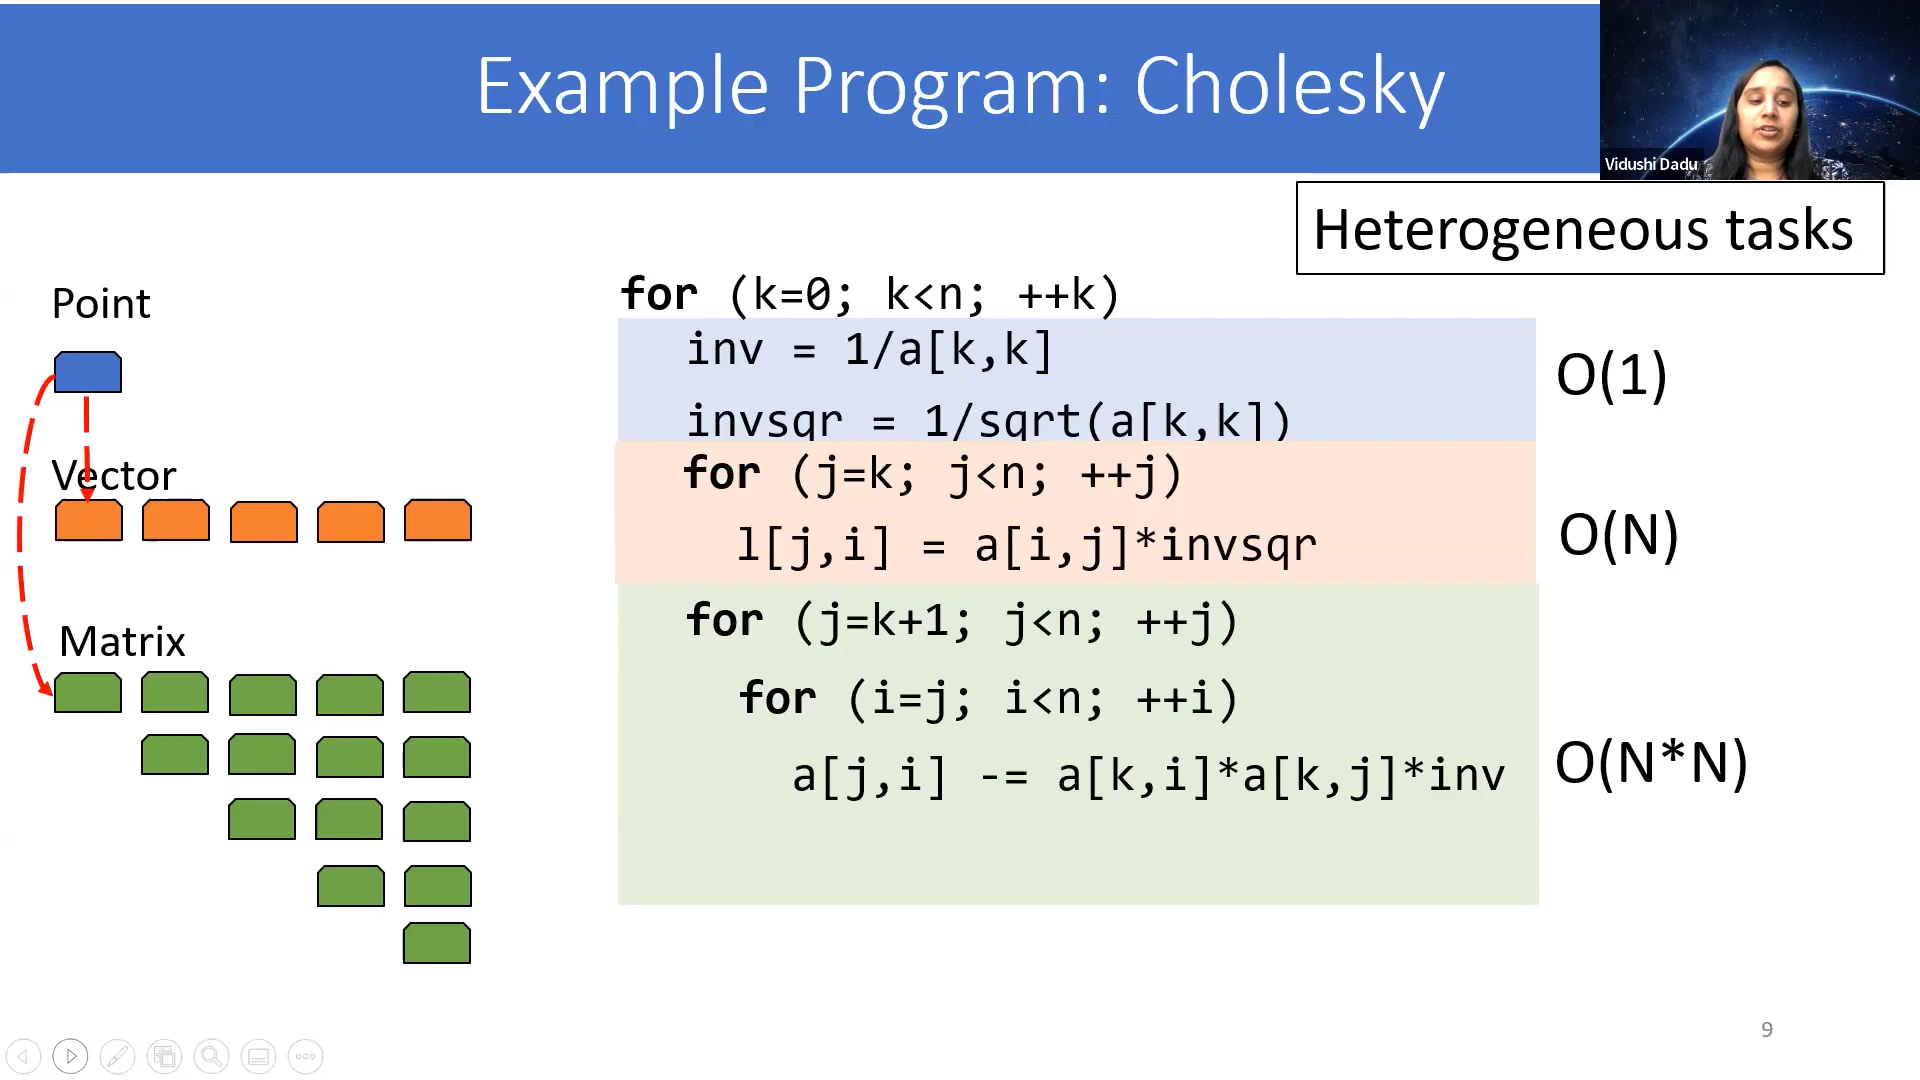 Example Program: Cholesky
Vidushi Dadu
Heterogeneous tasks
Point
Vector
Matrix
for (k=0; k<n; ++k)
inv = 1/a[k,k]
invsqr = 1/sqrt(a[k,k])
O(1)
for (j=k; j<n; ++j)
l[j,i] = a[i,j]*invsqr
O(N)
for (j=k+1; j<n; ++j)
for (i=j; i<n; ++i)
a[j,i] -= a[k,i]*a[k,j]*inv
O(N*N)
9